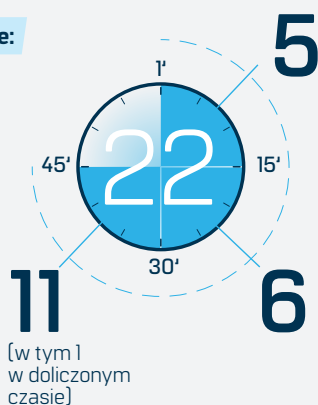 e:
5
1'
22
45'
15'
30'
11
6
(w tym 1
w doliczonym
czasie)